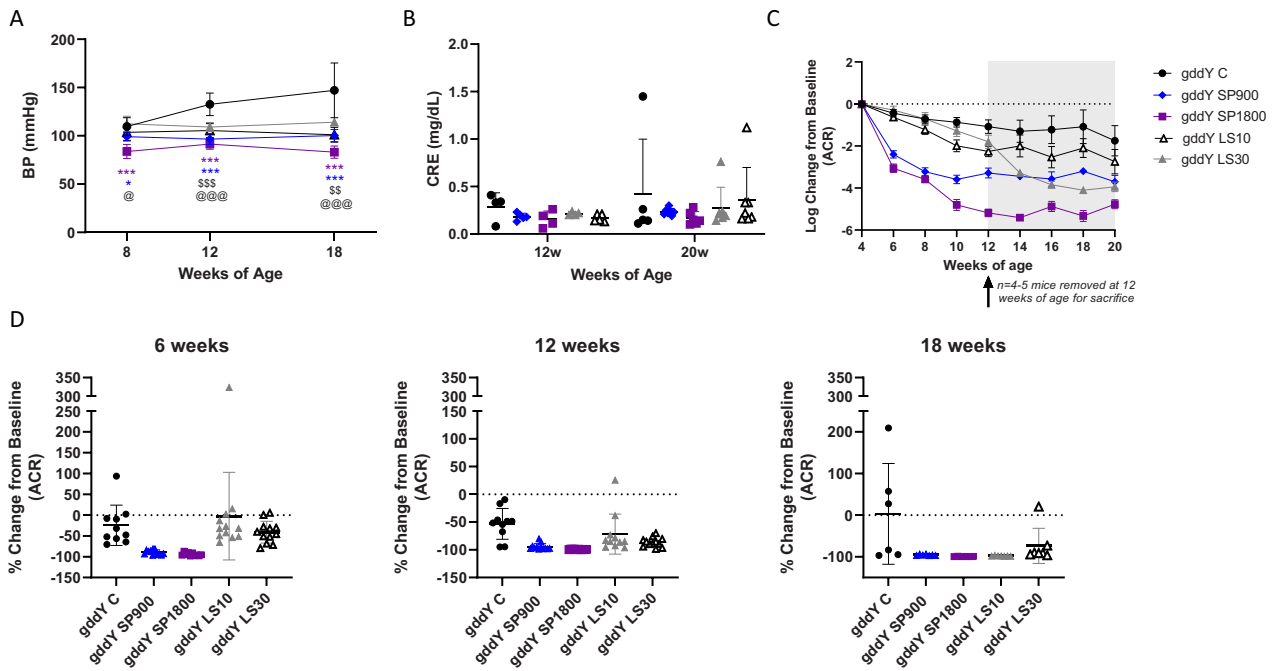 A
200
150
100
50
0
BP (mmHg)
***
*
@
***
***
$$$
@@@
***
***
$$
@@@
8
12
18
Weeks of Age
B
2.0
1.5
1.0
0.5
0.0
CRE (mg/dL)
12w
20w
Weeks of Age
C
2
0
-2
-4
-6
Log Change from Baseline
(ACR)
4 6 8 10 12 14 16 18 20
Weeks of age
n=4-5 mice removed at 12
weeks of age for sacrifice
gddY C
gddY SP900
gddY SP1800
gddY LS10
gddY LS30
D
6 weeks
350
300
250
200
150
100
50
0
-50
-100
-150
% Change from Baseline
(ACR)
gddY C
gddY SP900
gddY SP1800
gddY LS10
gddY LS30
12 weeks
350
300
200
150
100
50
0
-50
-100
-150
% Change from Baseline
(ACR)
gddY C
gddY SP900
gddY SP1800
gddY LS10
gddY LS30
18 weeks
350
300
250
200
150
100
50
0
-50
-100
% Change from Baseline
(ACR)
gddY C
gddY SP900
gddY SP1800
gddY LS10
gddY LS30